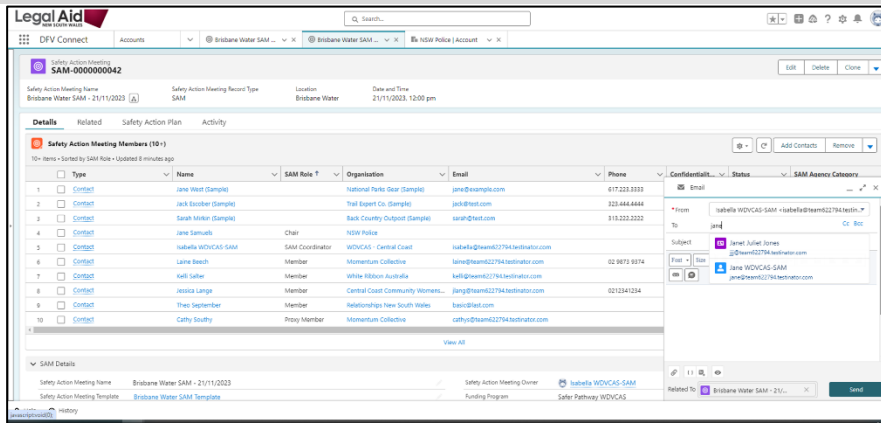 Legal Aid
NEW SOUTH WALES
Search...
DFV Connect
Accounts
Brisbane Water SAM ...
Brisbane Water SAM ...
NSW Police | Account
Safety Action Meeting
SAM-0000000042
Edit
Delete
Clone
Safety Action Meeting Name
Safety Action Meeting Record Type
Location
Date and Time
Brisbane Water SAM - 21/11/2023
SAM
Brisbane Water
21/11/2023, 12:00 pm
Details
Related
Safety Action Plan
Activity
Safety Action Meeting Members (10+)
10+ items • Sorted by SAM Role • Updated 8 minutes ago
Add Contacts
Remove
Type Name SAM Role ↑ Organisation Email Phone Confidentialit... Status SAM Agency Category
1 Contact Jane West (Sample) National Parks Gear (Sample) jane@example.com 617.223.3333
2 Contact Jack Escober (Sample) Trail Expert Co. (Sample) jack@test.com 323.444.4444
3 Contact Sarah Mirkin (Sample) Back Country Outpost (Sample) sarah@test.com 313.222.2222
4 Contact Jane Samuels Chair NSW Police
5 Contact Isabella WDVCAS-SAM SAM Coordinator WDVCAS - Central Coast isabella@team622794.testinator.com
6 Contact Laine Beech Member Momentum Collective laine@team622794.testinator.com 02 9873 9374
7 Contact Kelli Salter Member White Ribbon Australia kelli@team622794.testinator.com
8 Contact Jessica Lange Member Central Coast Community Womens... jlang@team622794.testinator.com 0212341234
9 Contact Theo September Member Relationships New South Wales basic@last.com
10 Contact Cathy Southy Proxy Member Momentum Collective cathys@team622794.testinator.com
View All
Email
*From Isabella WDVCAS-SAM <isabella@team622794.testin...
To jane Cc Bcc
Subject
Janet Juliet Jones
jjj@team622794.testinator.com
Font Size
Jane WDVCAS-SAM
jane@team622794.testinator.com
Related To Brisbane Water SAM - 21/...
Send
SAM Details
Safety Action Meeting Name Brisbane Water SAM - 21/11/2023
Safety Action Meeting Owner Isabella WDVCAS-SAM
Safety Action Meeting Template Brisbane Water SAM Template
Funding Program Safer Pathway WDVCAS
History
javascript:void(0);